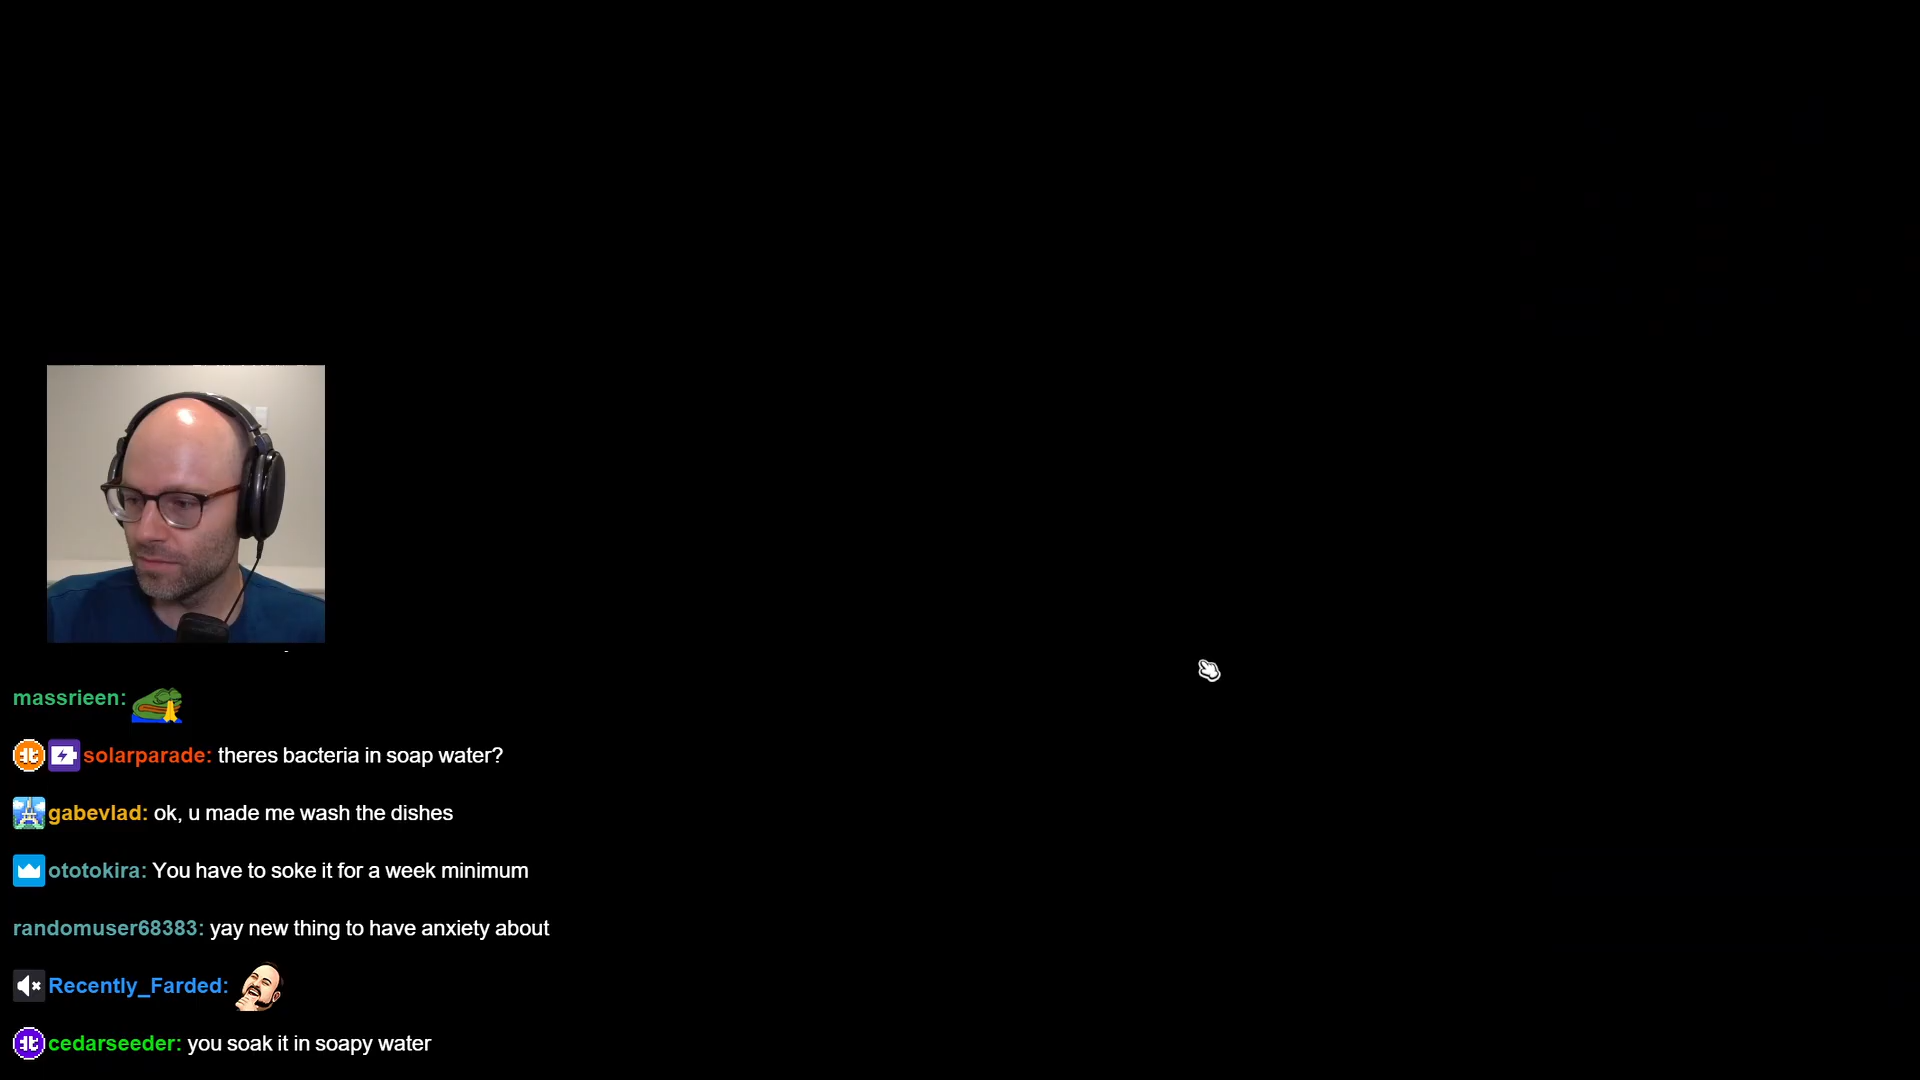 massrieen:
solarparade: theres bacteria in soap water?
gabevlad: ok, u made me wash the dishes
ototokira: You have to soke it for a week minimum
randomuser68383: yay new thing to have anxiety about
Recently_Farded:
cedarseeder: you soak it in soapy water